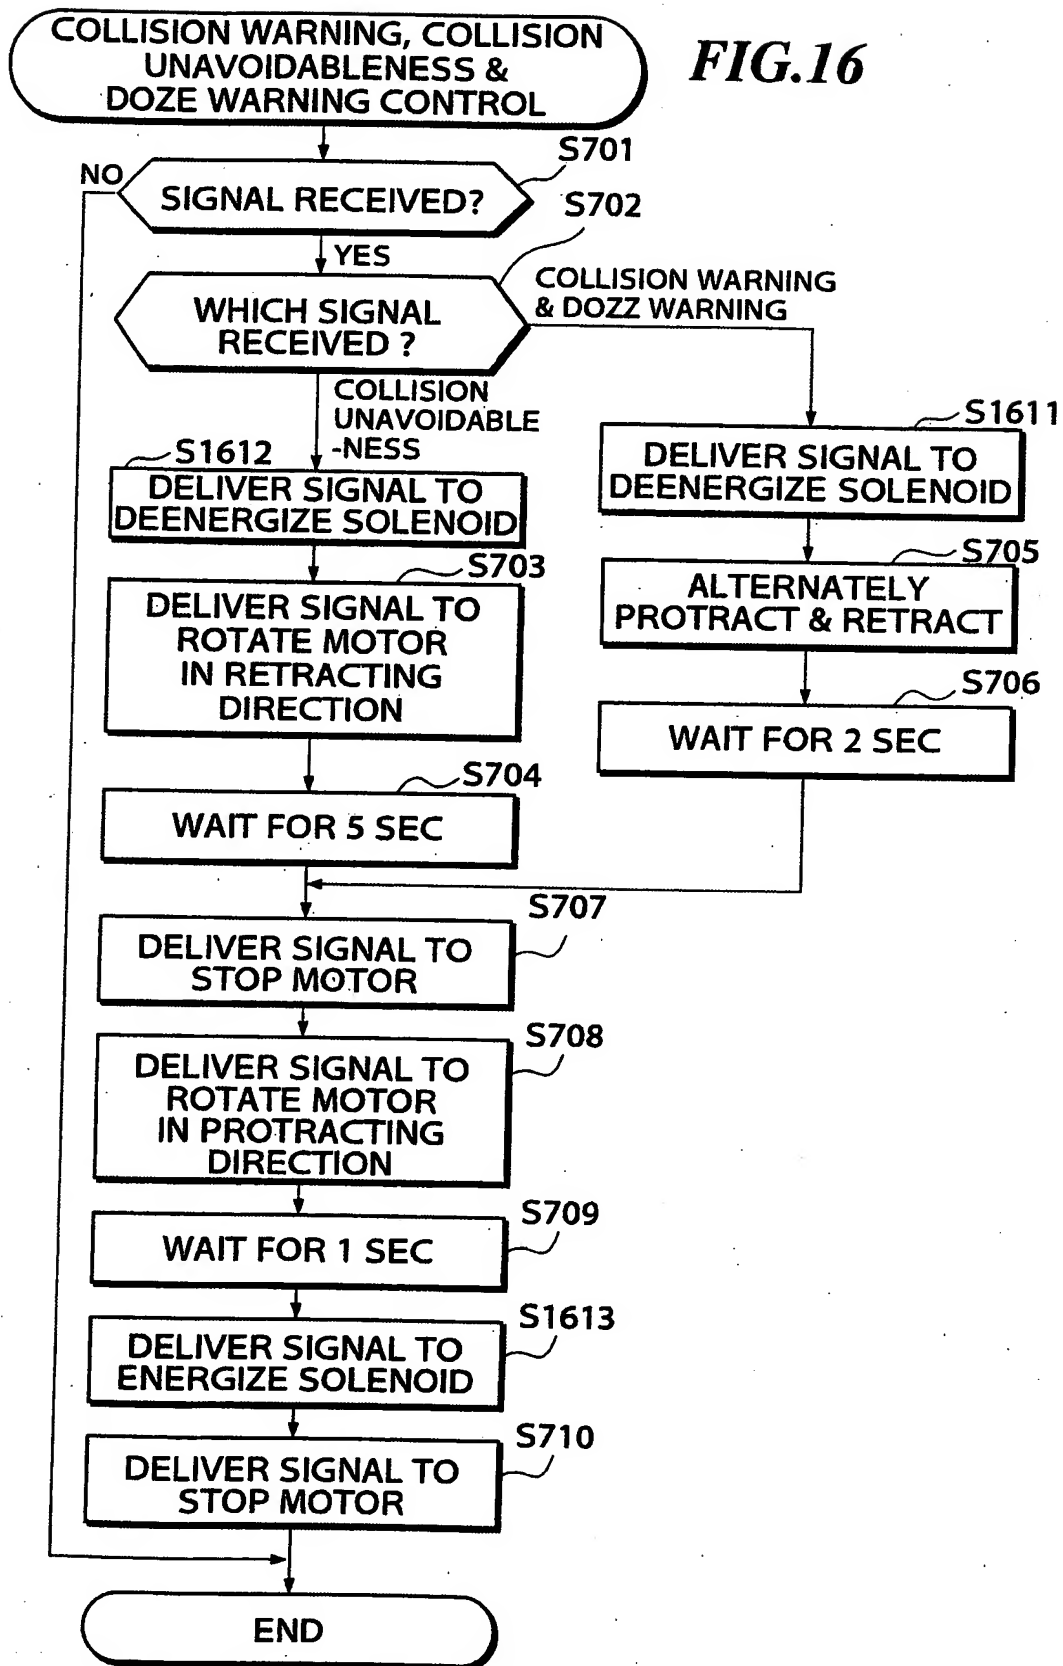 COLLISION WARNING, COLLISION
UNAVOIDABLENESS &
DOZE WARNING CONTROL
FIG.16
S701
NO
SIGNAL RECEIVED?
S702
YES
COLLISION WARNING
& DOZZ WARNING
WHICH SIGNAL
RECEIVED ?
COLLISION
UNAVOIDABLE
-NESS
S1611
DELIVER SIGNAL TO
DEENERGIZE SOLENOID
S1612
DELIVER SIGNAL TO
DEENERGIZE SOLENOID
S705
ALTERNATELY
PROTRACT & RETRACT
S703
DELIVER SIGNAL TO
ROTATE MOTOR
IN RETRACTING
DIRECTION
S706
WAIT FOR 2 SEC
S704
WAIT FOR 5 SEC
S707
DELIVER SIGNAL TO
STOP MOTOR
S708
DELIVER SIGNAL TO
ROTATE MOTOR
IN PROTRACTING
DIRECTION
S709
WAIT FOR 1 SEC
S1613
DELIVER SIGNAL TO
ENERGIZE SOLENOID
S710
DELIVER SIGNAL TO
STOP MOTOR
END